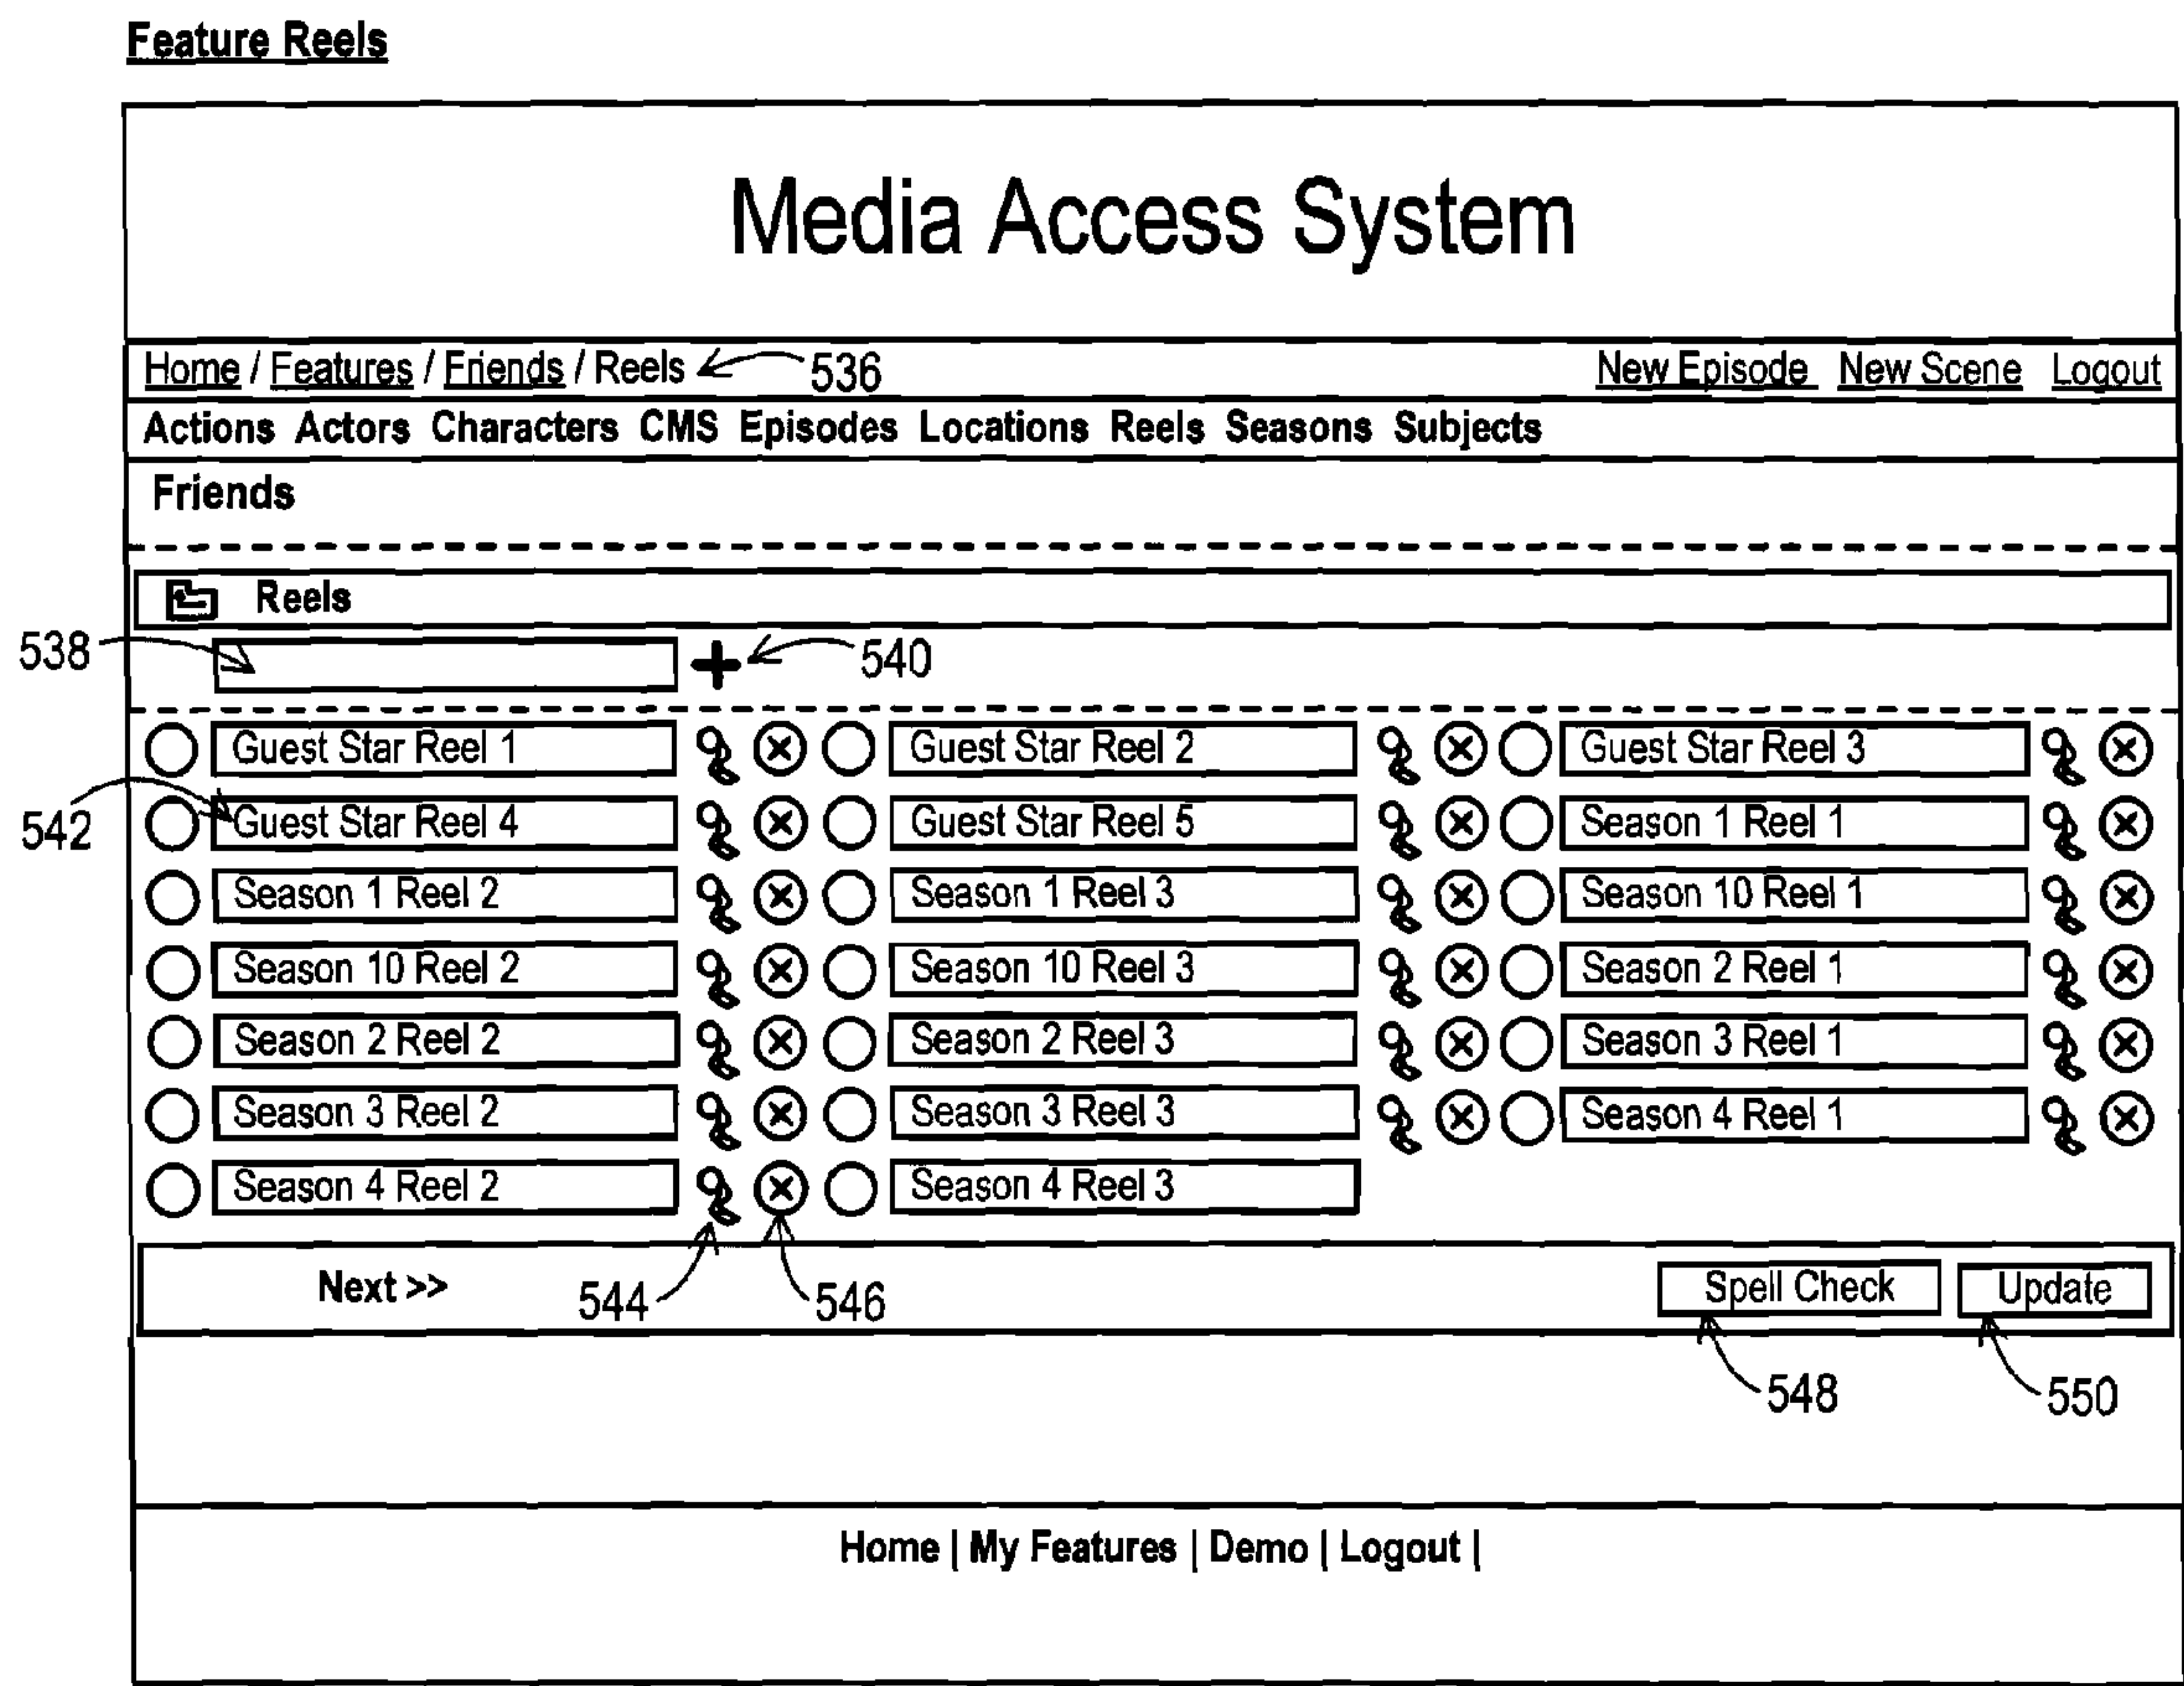 Feature Reels
Media Access System
Home / Features / Friends / Reels 536 New Episode New Scene Logout
Actions Actors Characters CMS Episodes Locations Reels Seasons Subjects
Friends
Reels
538 540
Guest Star Reel 1 Guest Star Reel 2 Guest Star Reel 3
542 Guest Star Reel 4 Guest Star Reel 5 Season 1 Reel 1
Season 1 Reel 2 Season 1 Reel 3 Season 10 Reel 1
Season 10 Reel 2 Season 10 Reel 3 Season 2 Reel 1
Season 2 Reel 2 Season 2 Reel 3 Season 3 Reel 1
Season 3 Reel 2 Season 3 Reel 3 Season 4 Reel 1
Season 4 Reel 2 Season 4 Reel 3
Next >> 544 546 Spell Check Update
548 550
Home | My Features | Demo | Logout |